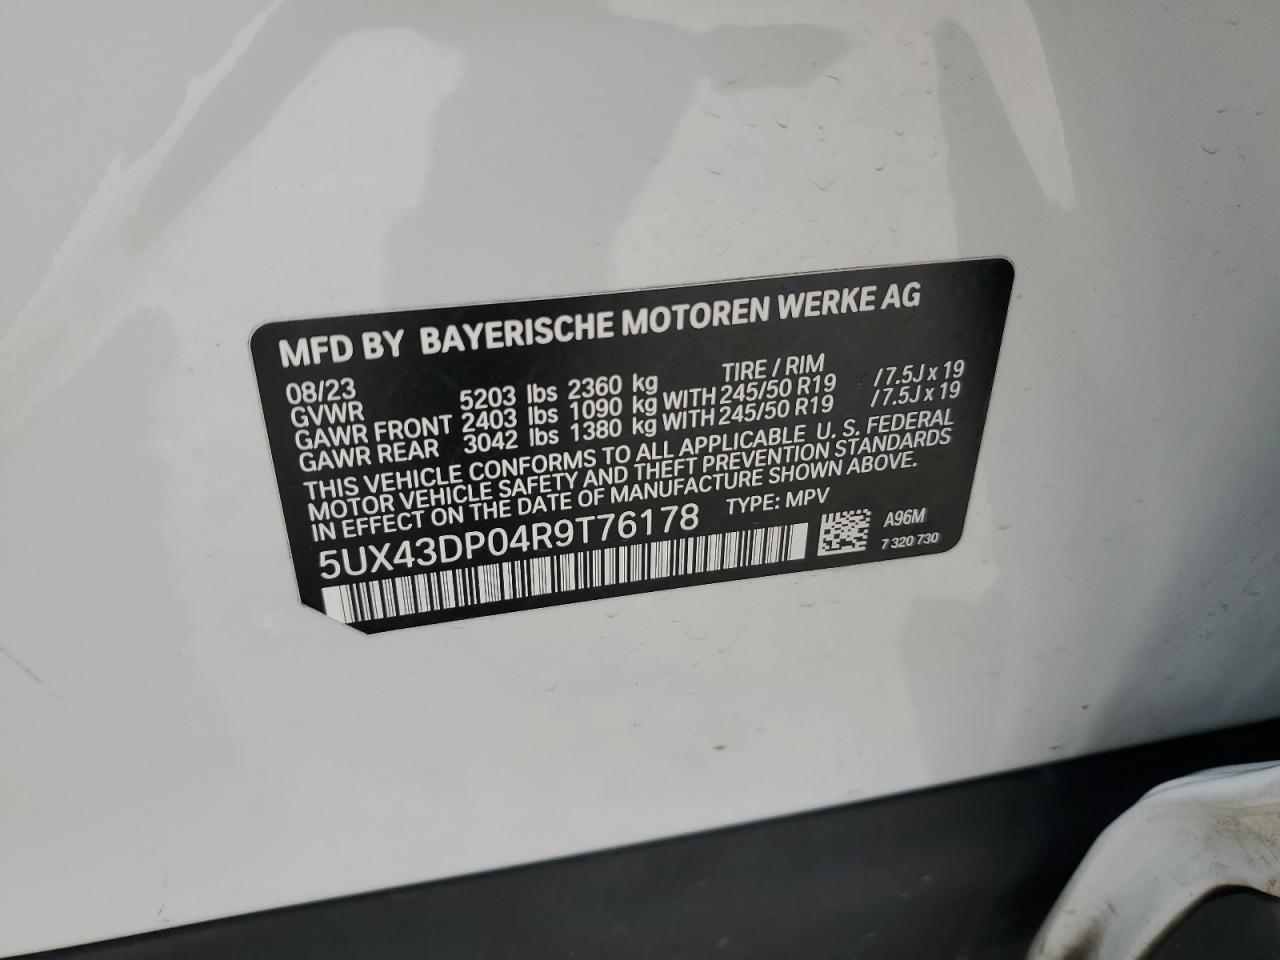 MFD BY BAYERISCHE MOTOREN WERKE AG
08/23 TIRE / RIM
GVWR 5203 lbs 2360 kg
GAWR FRONT 2403 lbs 1090 kg WITH 245/50 R19 / 7.5J x 19
GAWR REAR 3042 lbs 1380 kg WITH 245/50 R19 / 7.5J x 19
THIS VEHICLE CONFORMS TO ALL APPLICABLE U. S. FEDERAL
MOTOR VEHICLE SAFETY AND THEFT PREVENTION STANDARDS
IN EFFECT ON THE DATE OF MANUFACTURE SHOWN ABOVE.
5UX43DP04R9T76178 TYPE: MPV
A96M
7 320 730